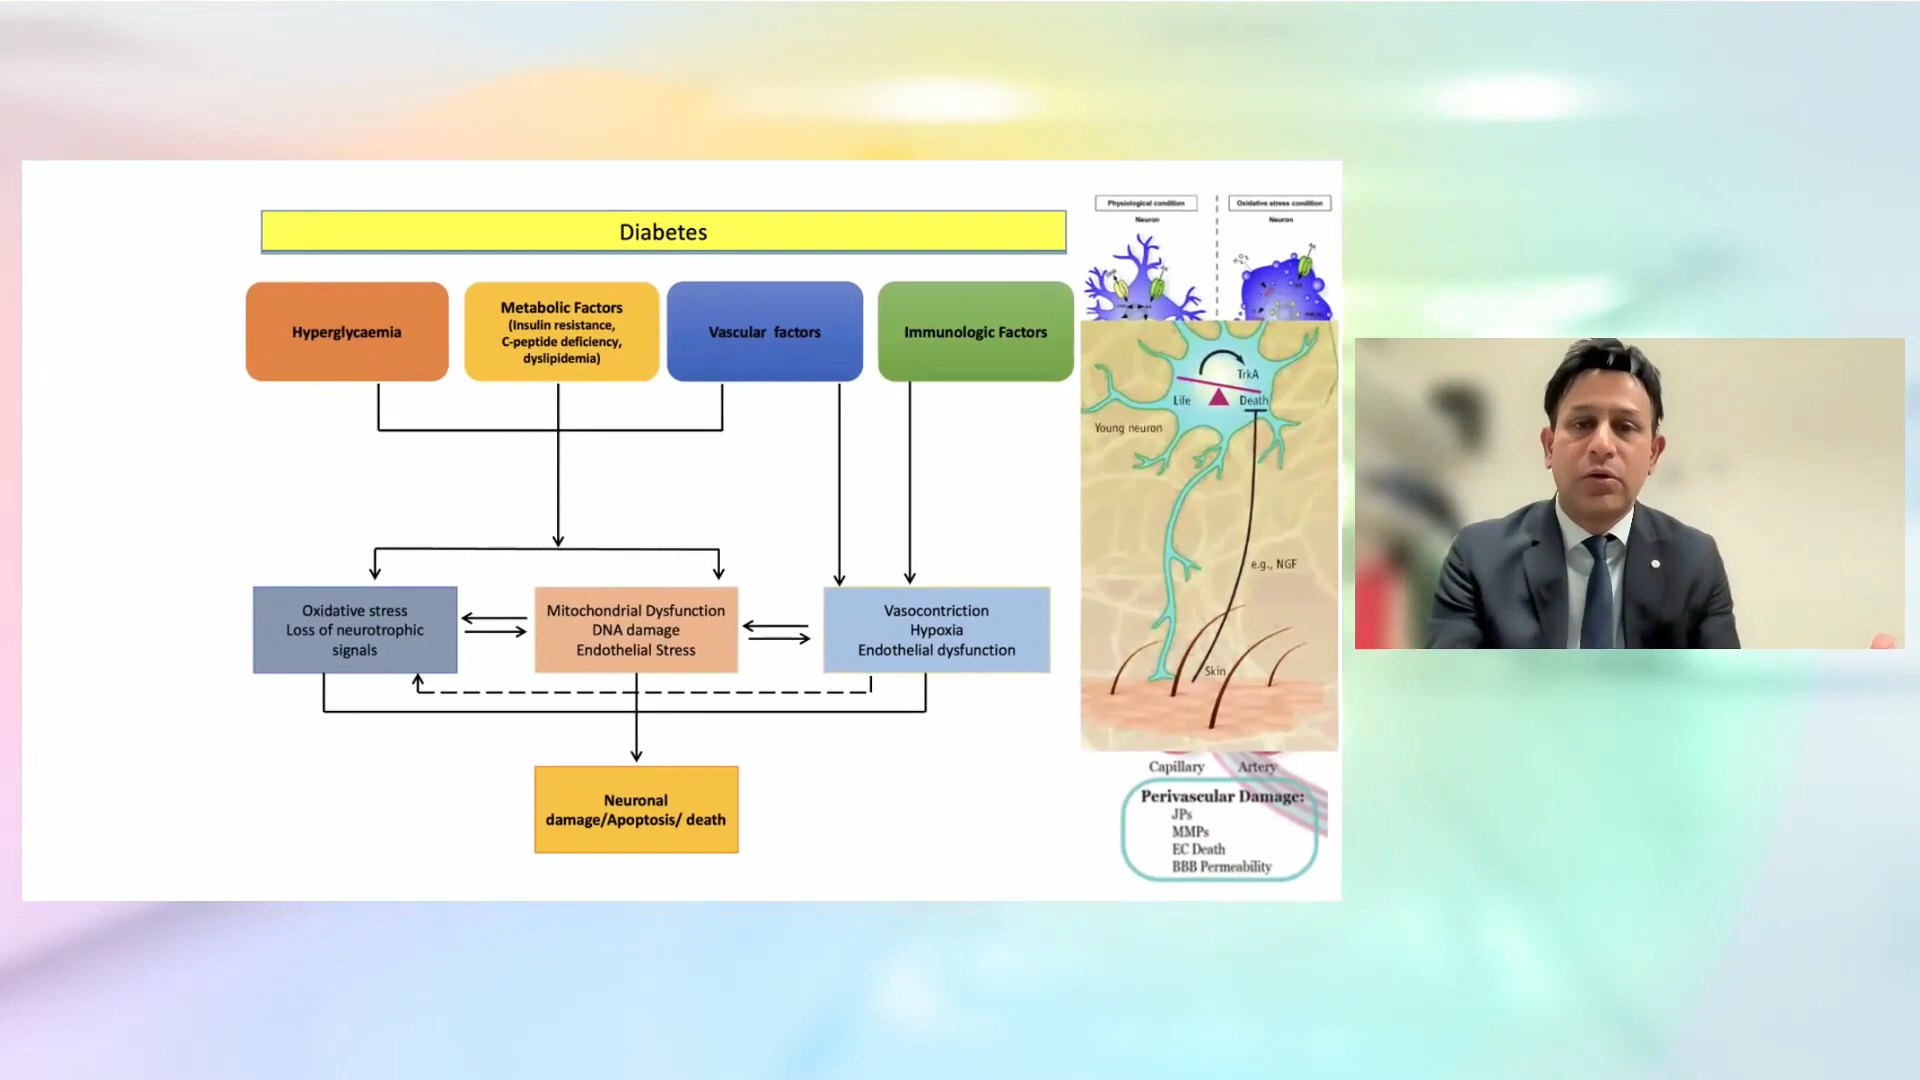 Diabetes
Hyperglycaemia
Metabolic Factors
(Insulin resistance,
C-peptide deficiency,
dyslipidemia)
Vascular factors
Immunologic Factors
Oxidative stress
Loss of neurotrophic
signals
Mitochondrial Dysfunction
DNA damage
Endothelial Stress
Vasocontriction
Hypoxia
Endothelial dysfunction
Neuronal
damage/Apoptosis/ death
Physiological condition
Neuron
Oxidative stress condition
Neuron
TrkA
Life
Death
Young neuron
e.g., NGF
Skin
Capillary
Artery
Perivascular Damage:
JPs
MMPs
EC Death
BBB Permeability